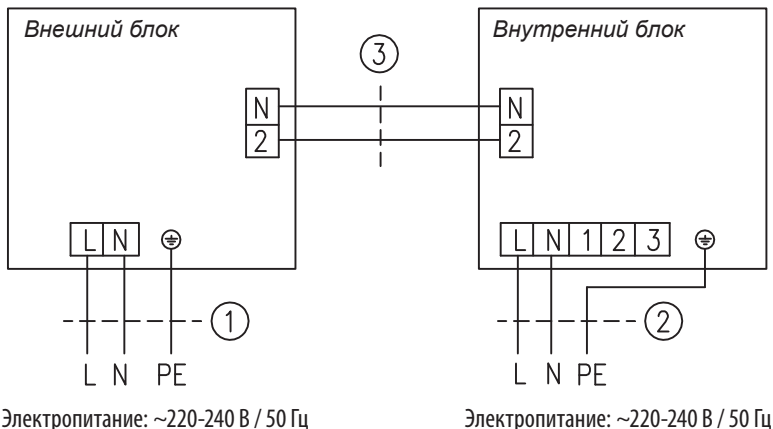 Внешний блок
Внутренний блок
3
N
N
2
2
L N
L N 1 2 3
1
2
L N PE
L N PE
Электропитание: ~220-240 В / 50 Гц
Электропитание: ~220-240 В / 50 Гц